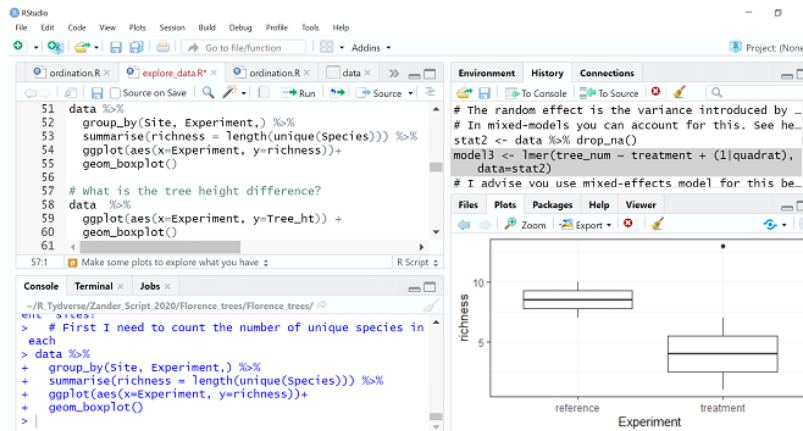 RStudio
File Edit Code View Plots Session Build Debug Profile Tools Help
Go to file/function Addins Project: (None
ordination.R × explore_data.R* × ordination.R × data ×
Source on Save Run Source
51 data %>%
52 group_by(Site, Experiment,) %>%
53 summarise(richness = length(unique(Species))) %>%
54 ggplot(aes(x=Experiment, y=richness))+
55 geom_boxplot()
56
57 # What is the tree height difference?
58 data %>%
59 ggplot(aes(x=Experiment, y=Tree_ht)) +
60 geom_boxplot()
61
57:1 Make some plots to explore what you have R Script
Console Terminal × Jobs ×
~/R_Tydverse/Zander_Script_2020/Florence_trees/Florence_trees/
ent sites?
> # First I need to count the number of unique species in
each
> data %>%
+ group_by(Site, Experiment,) %>%
+ summarise(richness = length(unique(Species))) %>%
+ ggplot(aes(x=Experiment, y=richness))+
+ geom_boxplot()
>
Environment History Connections
To Console To Source
# The random effect is the variance introduced by …
# In mixed-models you can account for this. See he…
stat2 <- data %>% drop_na()
model3 <- lmer(tree_num ~ treatment + (1|quadrat),
data=stat2)
# I advise you use mixed-effects model for this be…
Files Plots Packages Help Viewer
Zoom Export
10
5
richness
reference treatment
Experiment